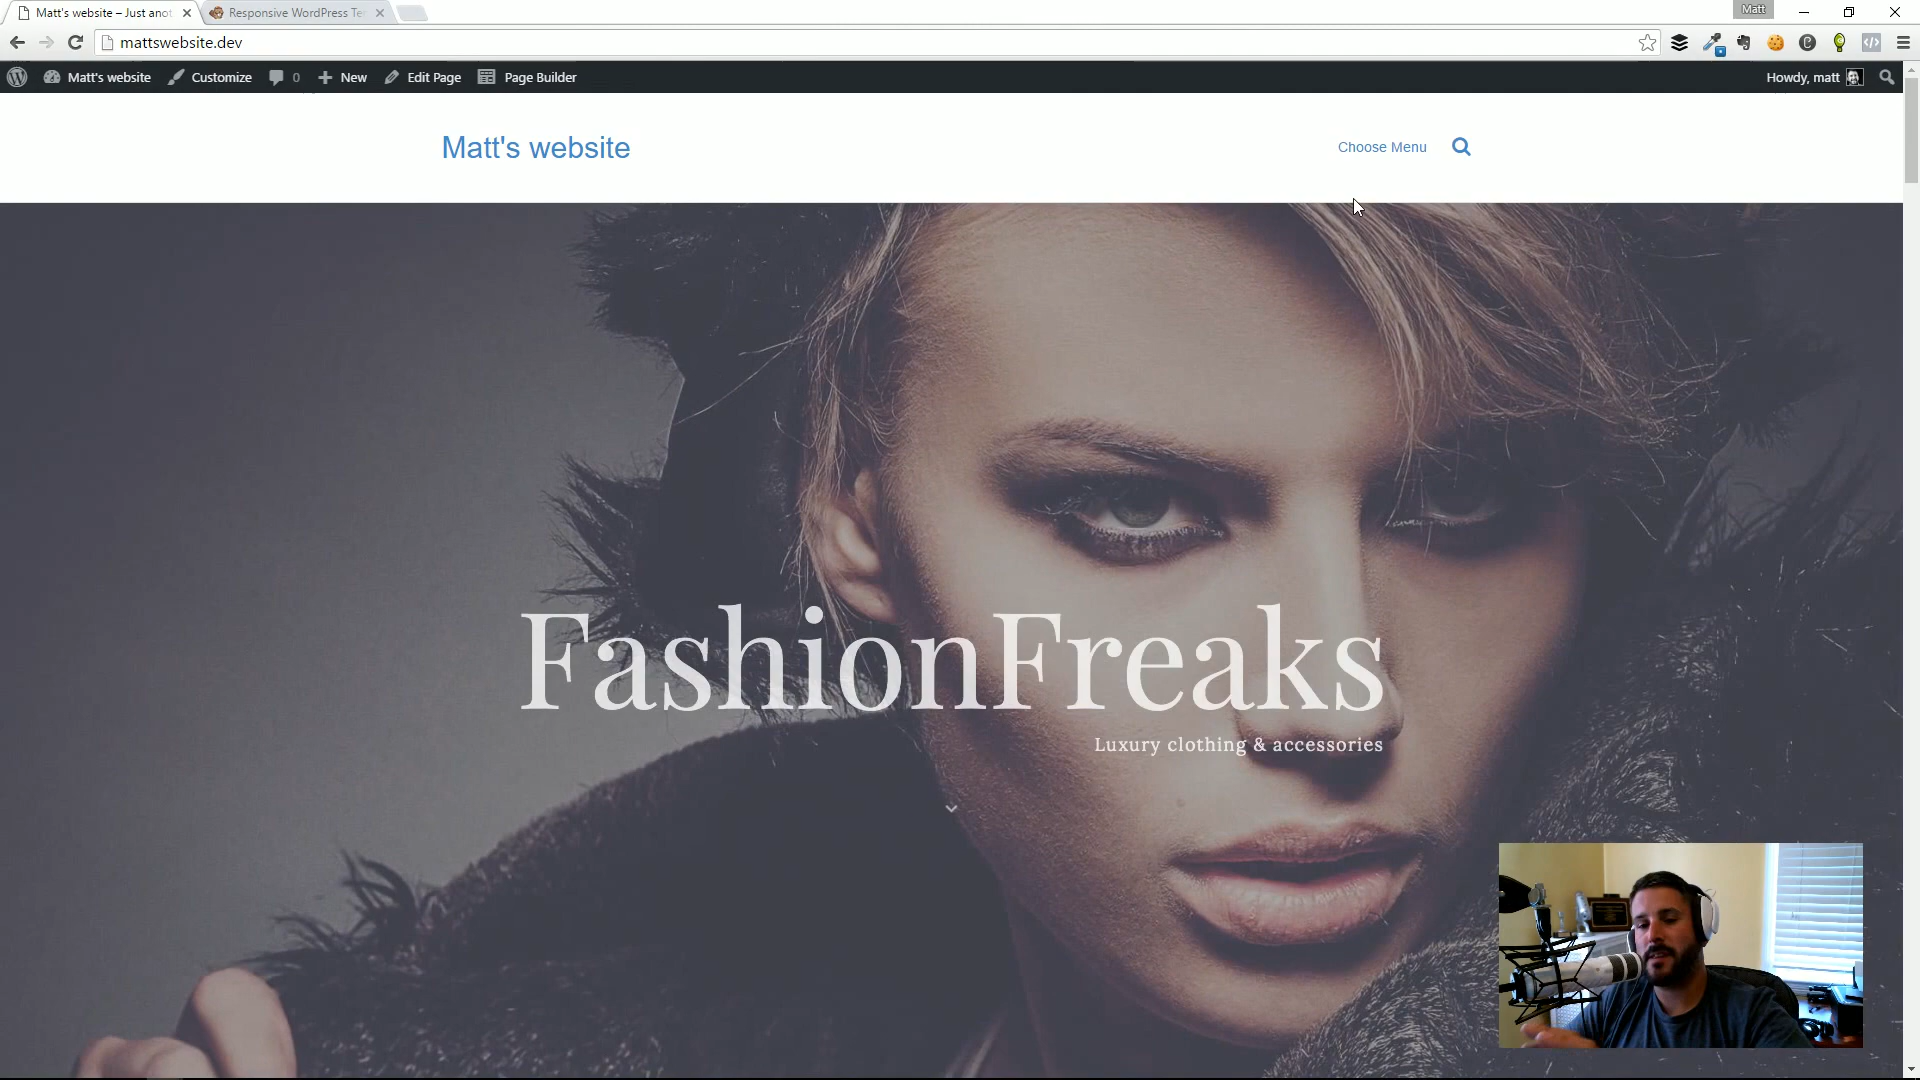 Matt's website – Just anot
Responsive WordPress Te
Matt
mattswebsite.dev
Matt's website
Customize
0
New
Edit Page
Page Builder
Howdy, matt
Matt's website
Choose Menu
FashionFreaks
Luxury clothing & accessories